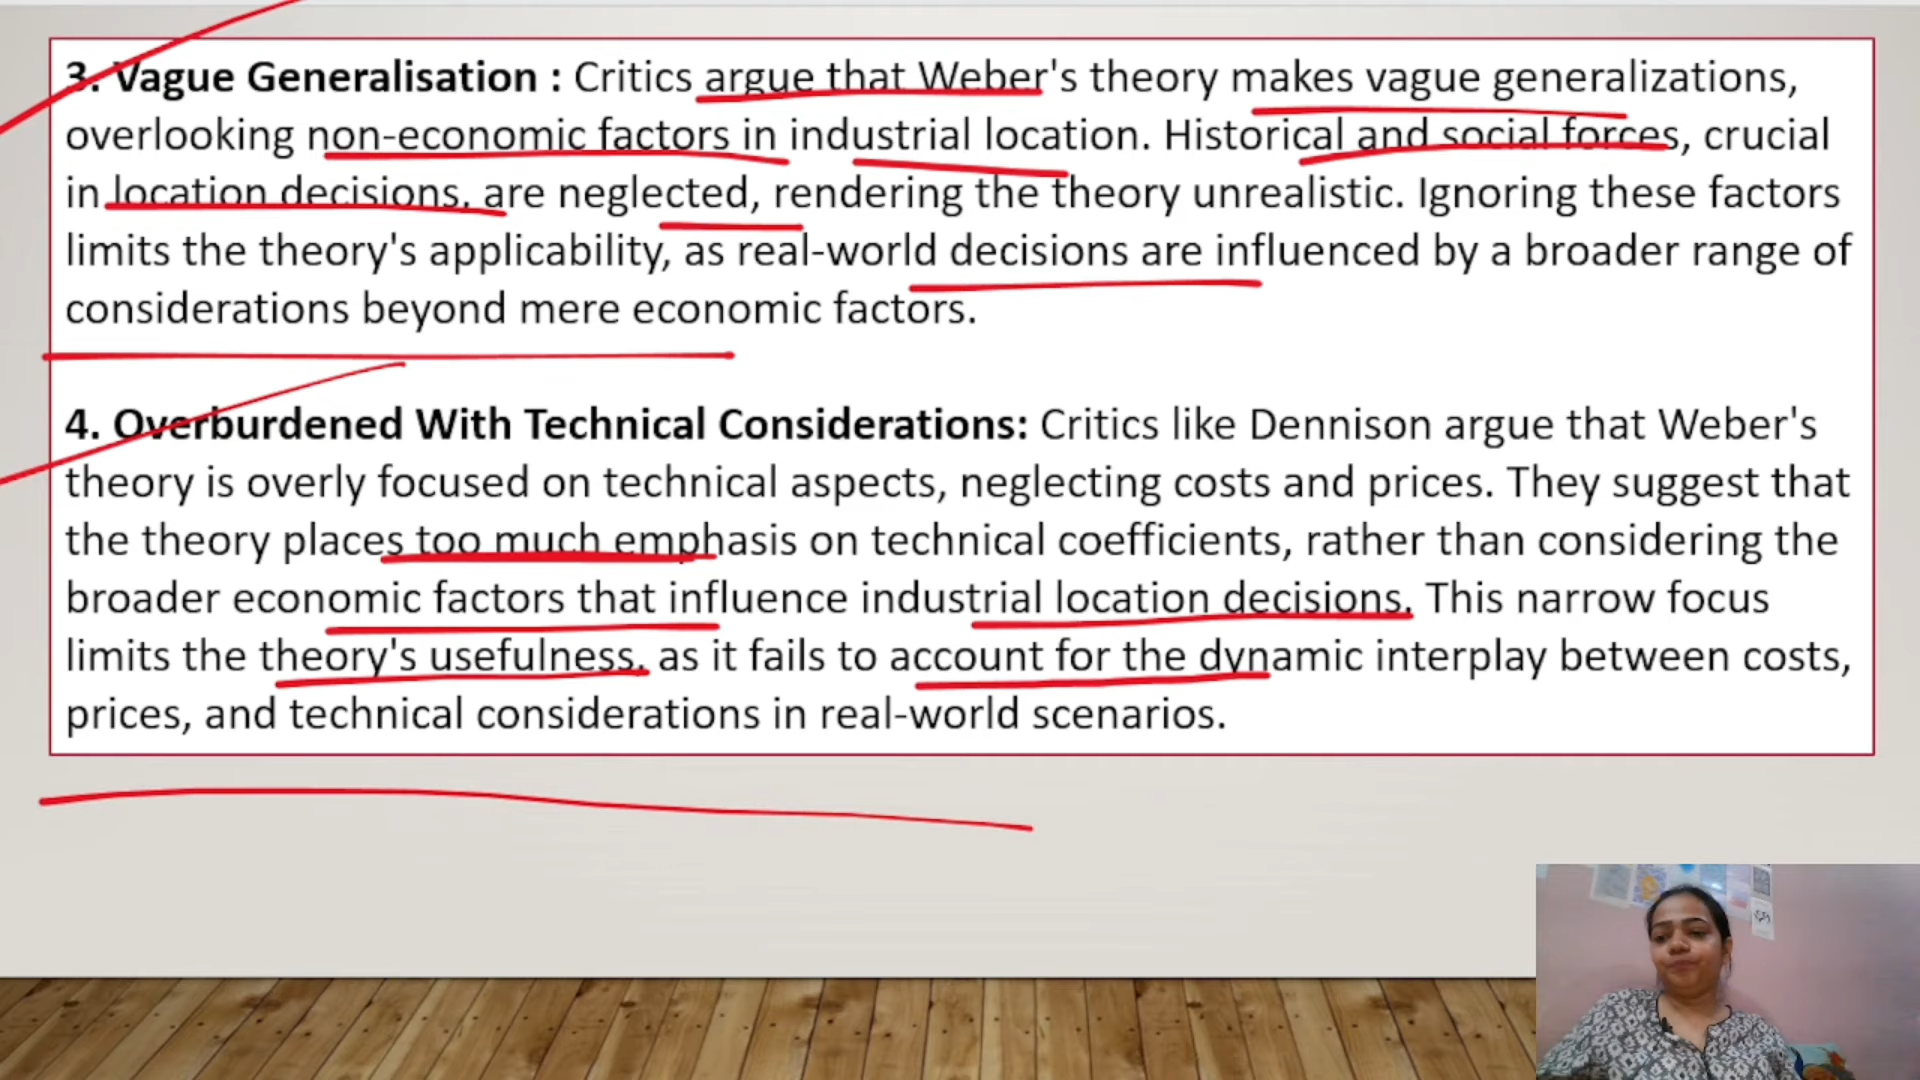 3. Vague Generalisation : Critics argue that Weber's theory makes vague generalizations,
overlooking non-economic factors in industrial location. Historical and social forces, crucial
in location decisions, are neglected, rendering the theory unrealistic. Ignoring these factors
limits the theory's applicability, as real-world decisions are influenced by a broader range of
considerations beyond mere economic factors.
4. Overburdened With Technical Considerations: Critics like Dennison argue that Weber's
theory is overly focused on technical aspects, neglecting costs and prices. They suggest that
the theory places too much emphasis on technical coefficients, rather than considering the
broader economic factors that influence industrial location decisions. This narrow focus
limits the theory's usefulness, as it fails to account for the dynamic interplay between costs,
prices, and technical considerations in real-world scenarios.